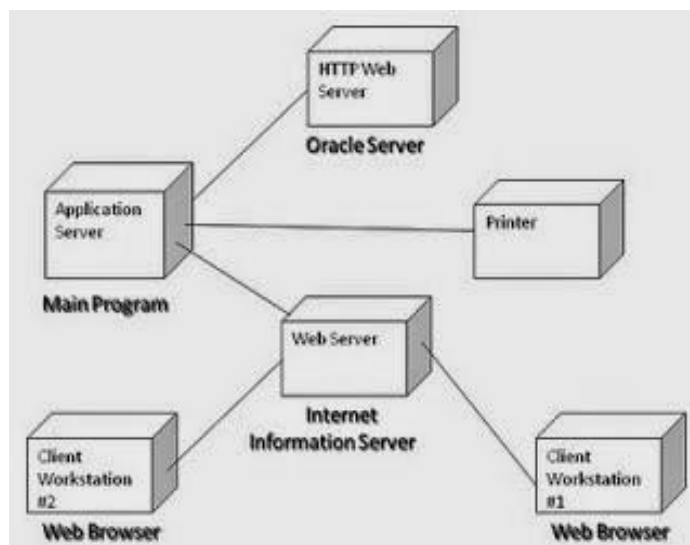 HTTP Web
Server
Oracle Server
Application
Server
Main Program
Printer
Web Server
Internet
Information Server
Client
Workstation
#2
Web Browser
Client
Workstation
#1
Web Browser